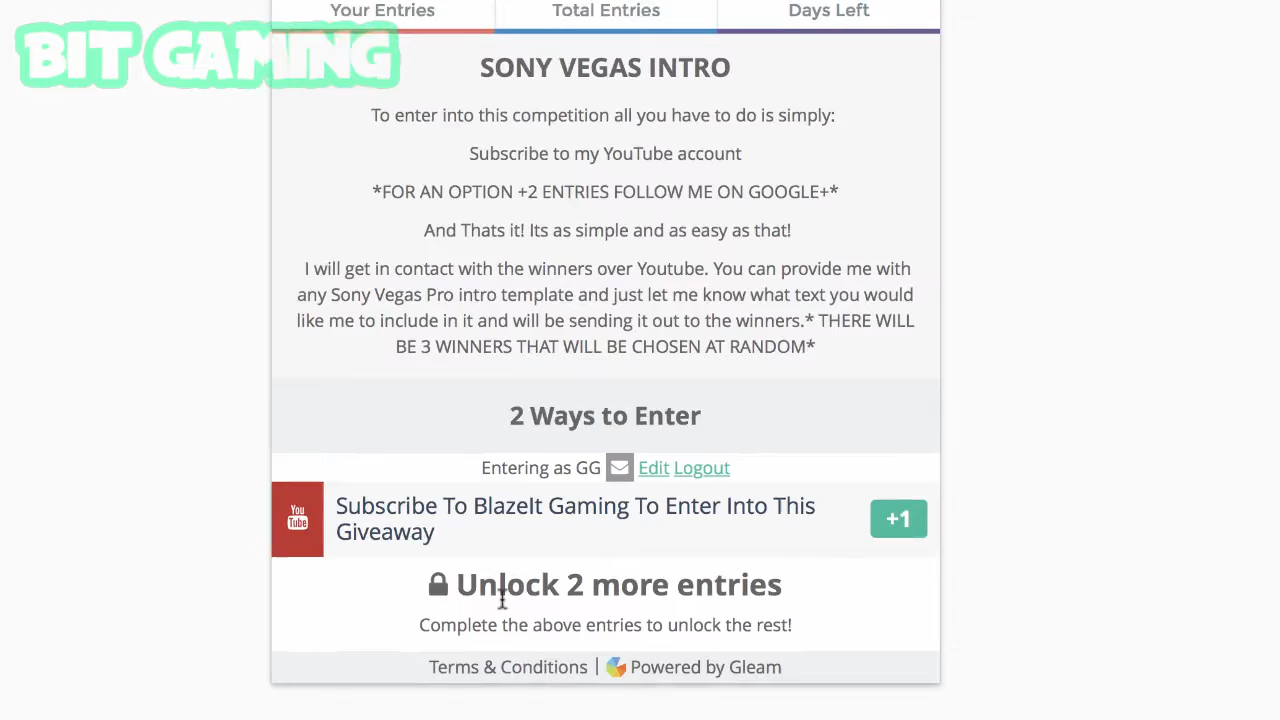 Your Entries Total Entries Days Left
BIT GAMING
SONY VEGAS INTRO
To enter into this competition all you have to do is simply:
Subscribe to my YouTube account
*FOR AN OPTION +2 ENTRIES FOLLOW ME ON GOOGLE+*
And Thats it! Its as simple and as easy as that!
I will get in contact with the winners over Youtube. You can provide me with
any Sony Vegas Pro intro template and just let me know what text you would
like me to include in it and will be sending it out to the winners.* THERE WILL
BE 3 WINNERS THAT WILL BE CHOSEN AT RANDOM*
2 Ways to Enter
Entering as GG Edit Logout
You Tube
Subscribe To BlazeIt Gaming To Enter Into This
Giveaway
+1
Unlock 2 more entries
Complete the above entries to unlock the rest!
Terms & Conditions | Powered by Gleam